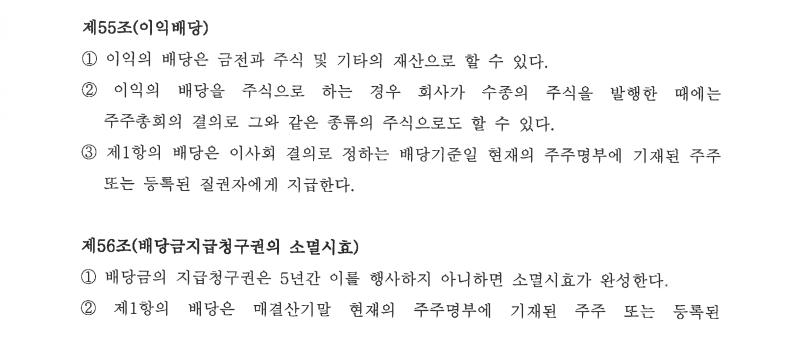 제55조(이익배당)
① 이익의 배당은 금전과 주식 및 기타의 재산으로 할 수 있다.
② 이익의 배당을 주식으로 하는 경우 회사가 수종의 주식을 발행한 때에는
주주총회의 결의로 그와 같은 종류의 주식으로도 할 수 있다.
③ 제1항의 배당은 이사회 결의로 정하는 배당기준일 현재의 주주명부에 기재된 주주
또는 등록된 질권자에게 지급한다.
제56조(배당금지급청구권의 소멸시효)
① 배당금의 지급청구권은 5년간 이를 행사하지 아니하면 소멸시효가 완성한다.
② 제1항의 배당은 매결산기말 현재의 주주명부에 기재된 주주 또는 등록된